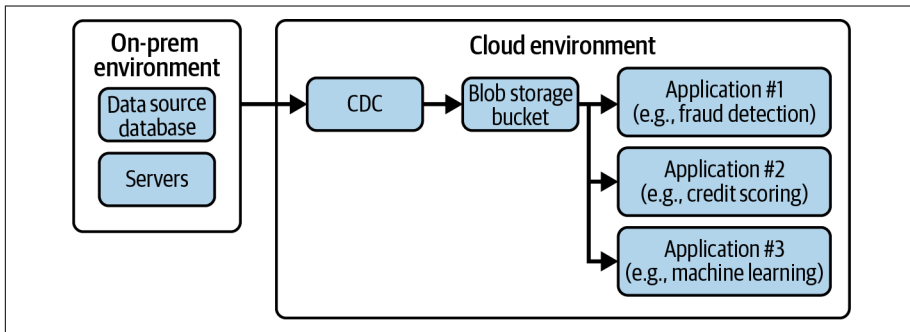 On-prem
environment
Data source
database
Servers
Cloud environment
CDC
Blob storage
bucket
Application #1
(e.g., fraud detection)
Application #2
(e.g., credit scoring)
Application #3
(e.g., machine learning)